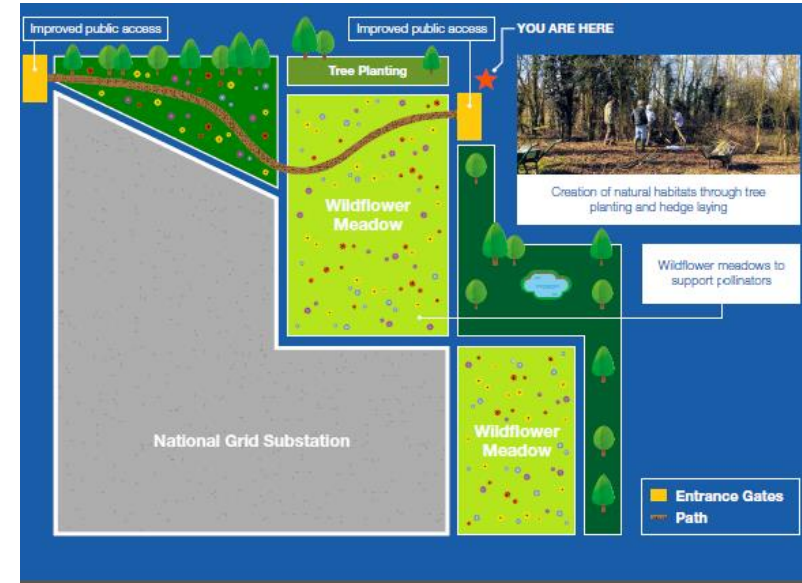 Improved public access
Improved public access
YOU ARE HERE
Tree Planting
Creation of natural habitats through tree
planting and hedge laying
Wildflower
Meadow
Wildflower meadows to
support pollinators
National Grid Substation
Wildflower
Meadow
Entrance Gates
Path